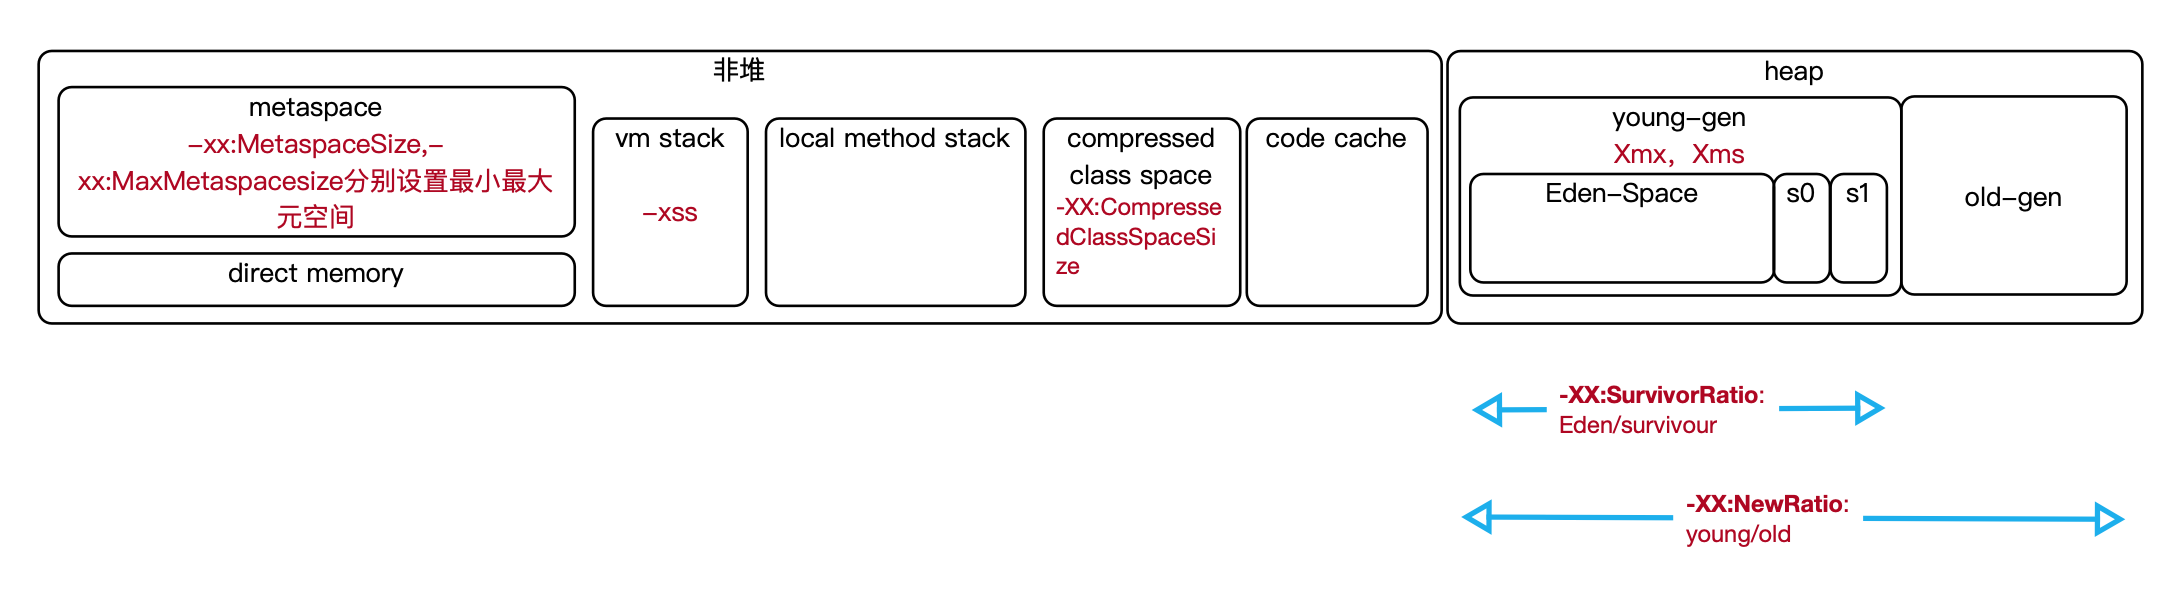 非堆
metaspace
-xx:MetaspaceSize,-
xx:MaxMetaspacesize分别设置最小最大
元空间
direct memory
vm stack
-xss
local method stack
compressed
class space
-XX:Compresse
dClassSpaceSi
ze
code cache
heap
young-gen
Xmx，Xms
Eden-Space
s0
s1
old-gen
-XX:SurvivorRatio:
Eden/survivour
-XX:NewRatio:
young/old